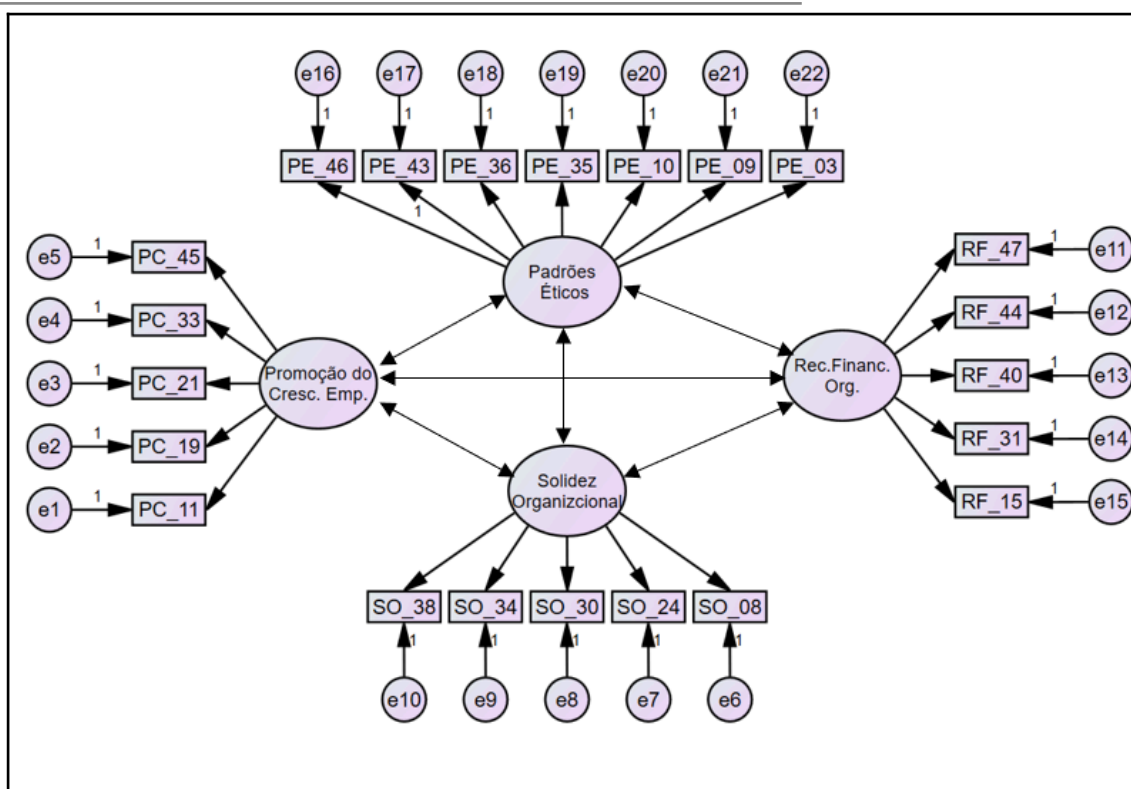 e16 e17 e18 e19 e20 e21 e22
1 1 1 1 1 1 1
PE_46 PE_43 PE_36 PE_35 PE_10 PE_09 PE_03
1
Padrões
Éticos
e5 1 PC_45
e4 1 PC_33
e3 1 PC_21
e2 1 PC_19
e1 1 PC_11
Promoção do
Cresc. Emp.
Rec.Financ.
Org.
RF_47 1 e11
RF_44 1 e12
RF_40 1 e13
RF_31 1 e14
RF_15 1 e15
Solidez
Organizcional
SO_38 SO_34 SO_30 SO_24 SO_08
1 1 1 1 1
e10 e9 e8 e7 e6